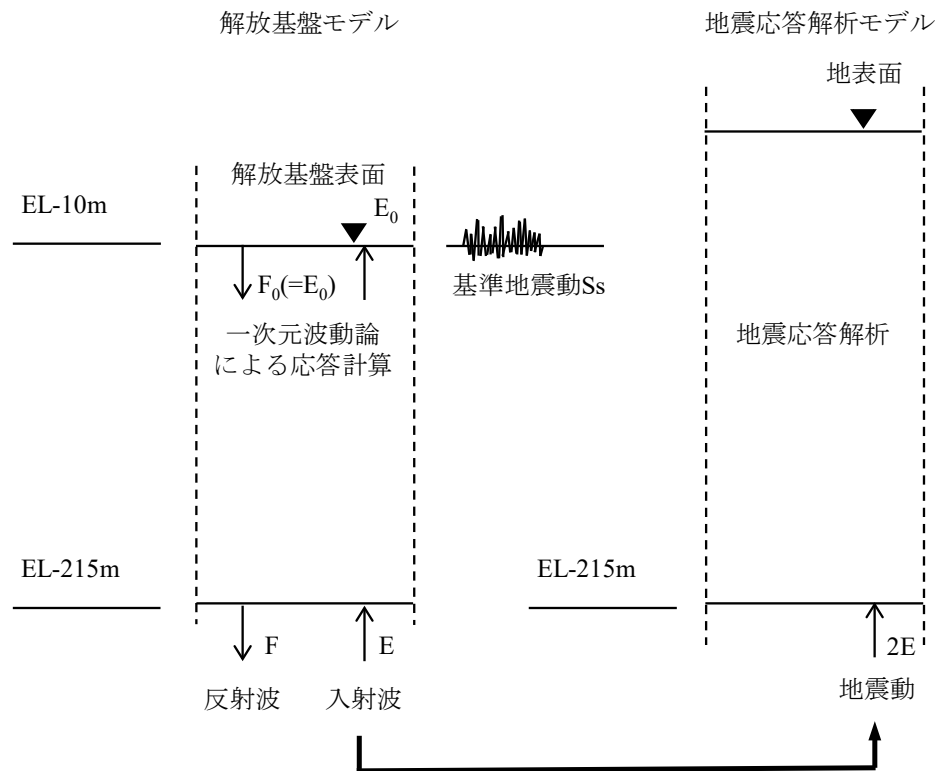 解放基盤モデル
地震応答解析モデル
地表面
解放基盤表面
EL-10m
E₀
F₀(=E₀)
基準地震動Ss
一次元波動論
による応答計算
地震応答解析
EL-215m
EL-215m
F
E
2E
反射波
入射波
地震動